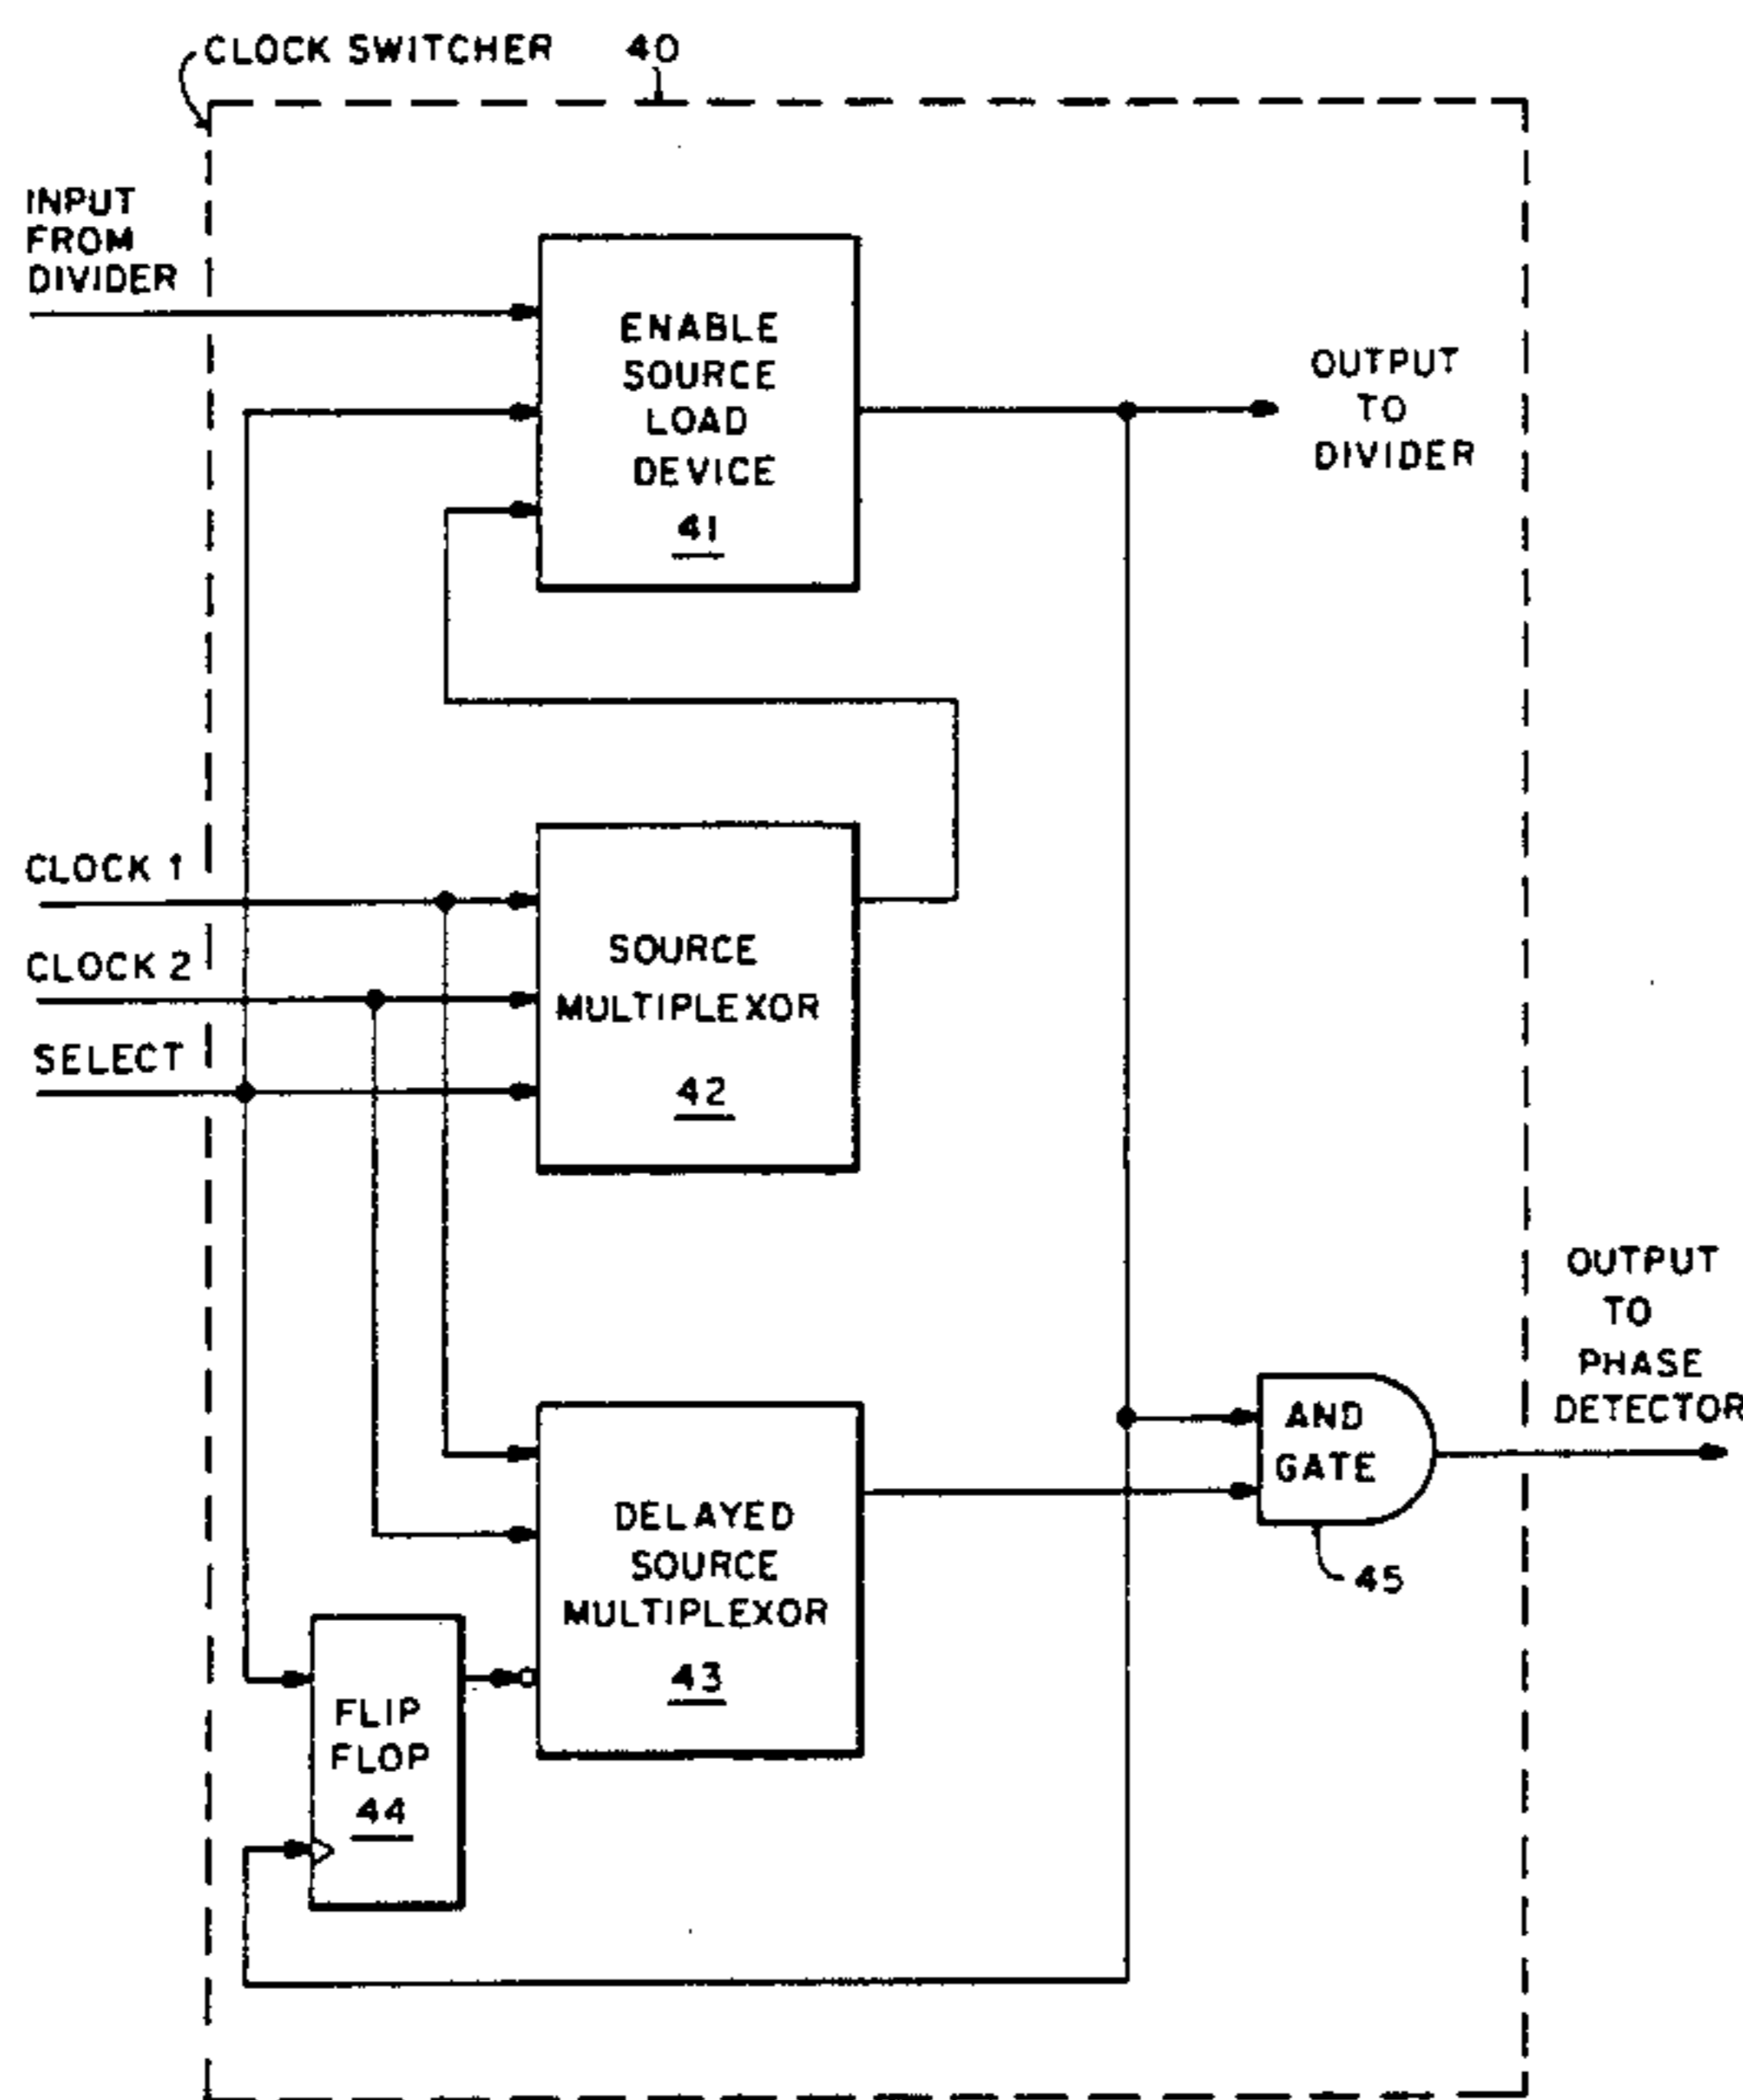 CLOCK SWITCHER 40
INPUT
FROM
DIVIDER
ENABLE
SOURCE
LOAD
DEVICE
41
OUTPUT
TO
DIVIDER
CLOCK 1
CLOCK 2
SELECT
SOURCE
MULTIPLEXOR
42
OUTPUT
TO
PHASE
DETECTOR
AND
GATE
45
DELAYED
SOURCE
MULTIPLEXOR
43
FLIP
FLOP
44